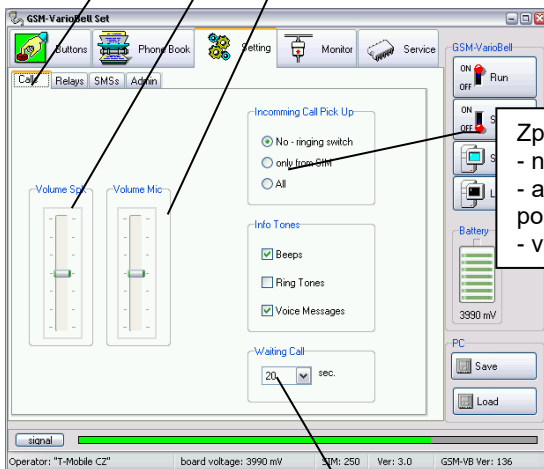 GSM-VarioBell Set
Buttons Phone Book Setting Monitor Service
Calls Relays SMSs Admin
Incomming Call Pick Up
No - ringing switch
only from SIM
All
Volume Spk Volume Mic
Info Tones
Beeps
Ring Tones
Voice Messages
Waiting Call
20 sec.
GSM-VarioBell
ON
OFF
Run
ON
OFF
S
S
L
Zp
- n
- a
po
- v
Battery
3990 mV
PC
Save
Load
signal
Operator: "T-Mobile CZ" board voltage: 3990 mV SIM: 250 Ver: 3.0 GSM-VB Ver: 136